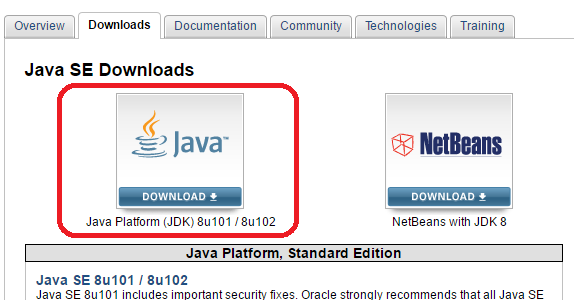 Overview Downloads Documentation Community Technologies Training
Java SE Downloads
Java™ NetBeans
DOWNLOAD DOWNLOAD
Java Platform (JDK) 8u101 / 8u102 NetBeans with JDK 8
Java Platform, Standard Edition
Java SE 8u101 / 8u102
Java SE 8u101 includes important security fixes. Oracle strongly recommends that all Java SE